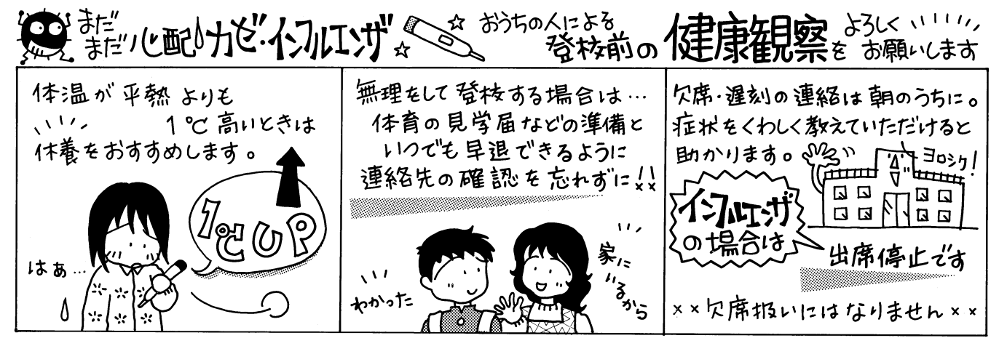 まだ
まだ心配!カゼ・インフルエンザ
おうちの人による
登校前の健康観察を
よろしく
お願いします
体温が平熱よりも
1℃高いときは
休養をおすすめします。
1℃UP
はぁ…
無理をして登校する場合は…
体育の見学届などの準備と
いつでも早退できるように
連絡先の確認を忘れずに!!
わかった
家に
いるから
欠席・遅刻の連絡は朝のうちに。
症状をくわしく教えていただけると
助かります。
ヨロシク!
インフルエンザ
の場合は
出席停止です
××欠席扱いにはなりません××